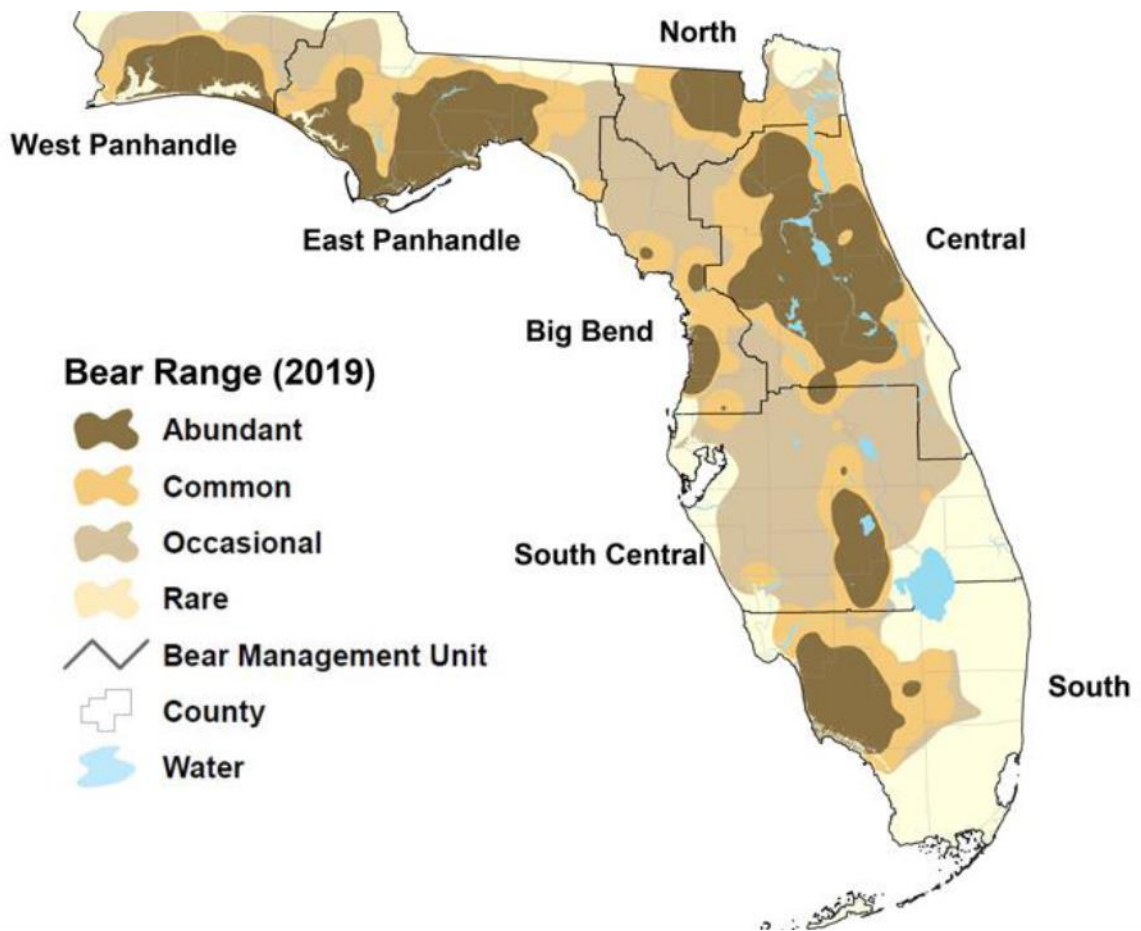 North
West Panhandle
East Panhandle
Central
Big Bend
Bear Range (2019)
Abundant
Common
Occasional
South Central
Rare
Bear Management Unit
South
County
Water